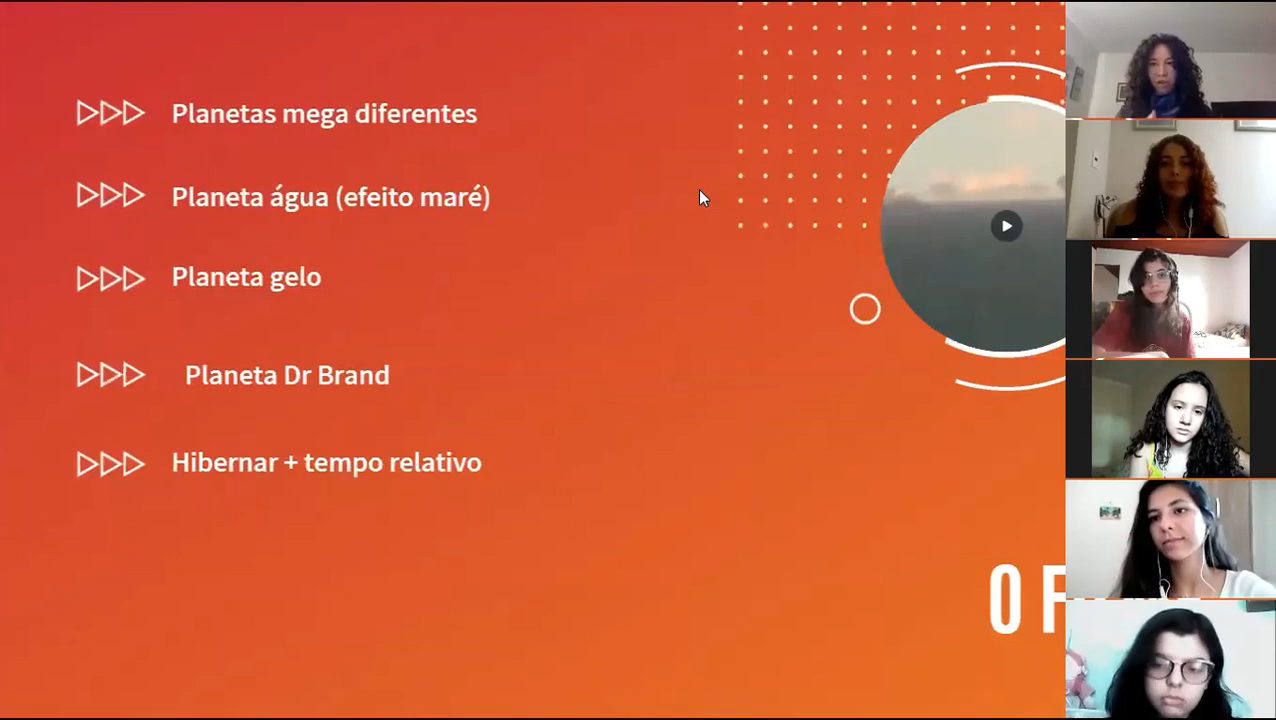 Planetas mega diferentes
Planeta água (efeito maré)
Planeta gelo
Planeta Dr Brand
Hibernar + tempo relativo
O F